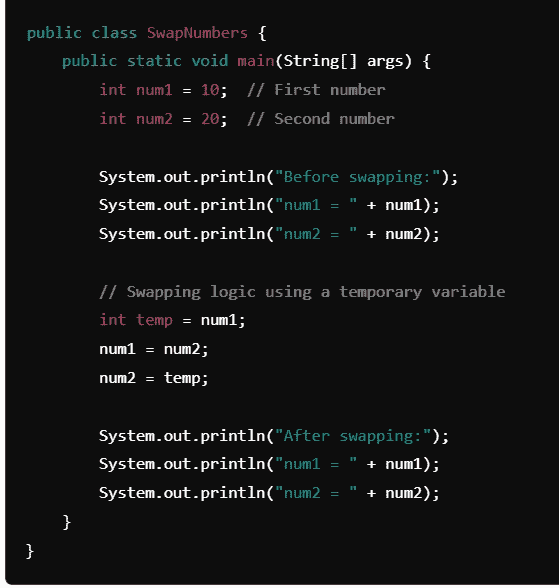 public class SwapNumbers {
    public static void main(String[] args) {
        int num1 = 10;  // First number
        int num2 = 20;  // Second number

        System.out.println("Before swapping:");
        System.out.println("num1 = " + num1);
        System.out.println("num2 = " + num2);

        // Swapping logic using a temporary variable
        int temp = num1;
        num1 = num2;
        num2 = temp;

        System.out.println("After swapping:");
        System.out.println("num1 = " + num1);
        System.out.println("num2 = " + num2);
    }
}